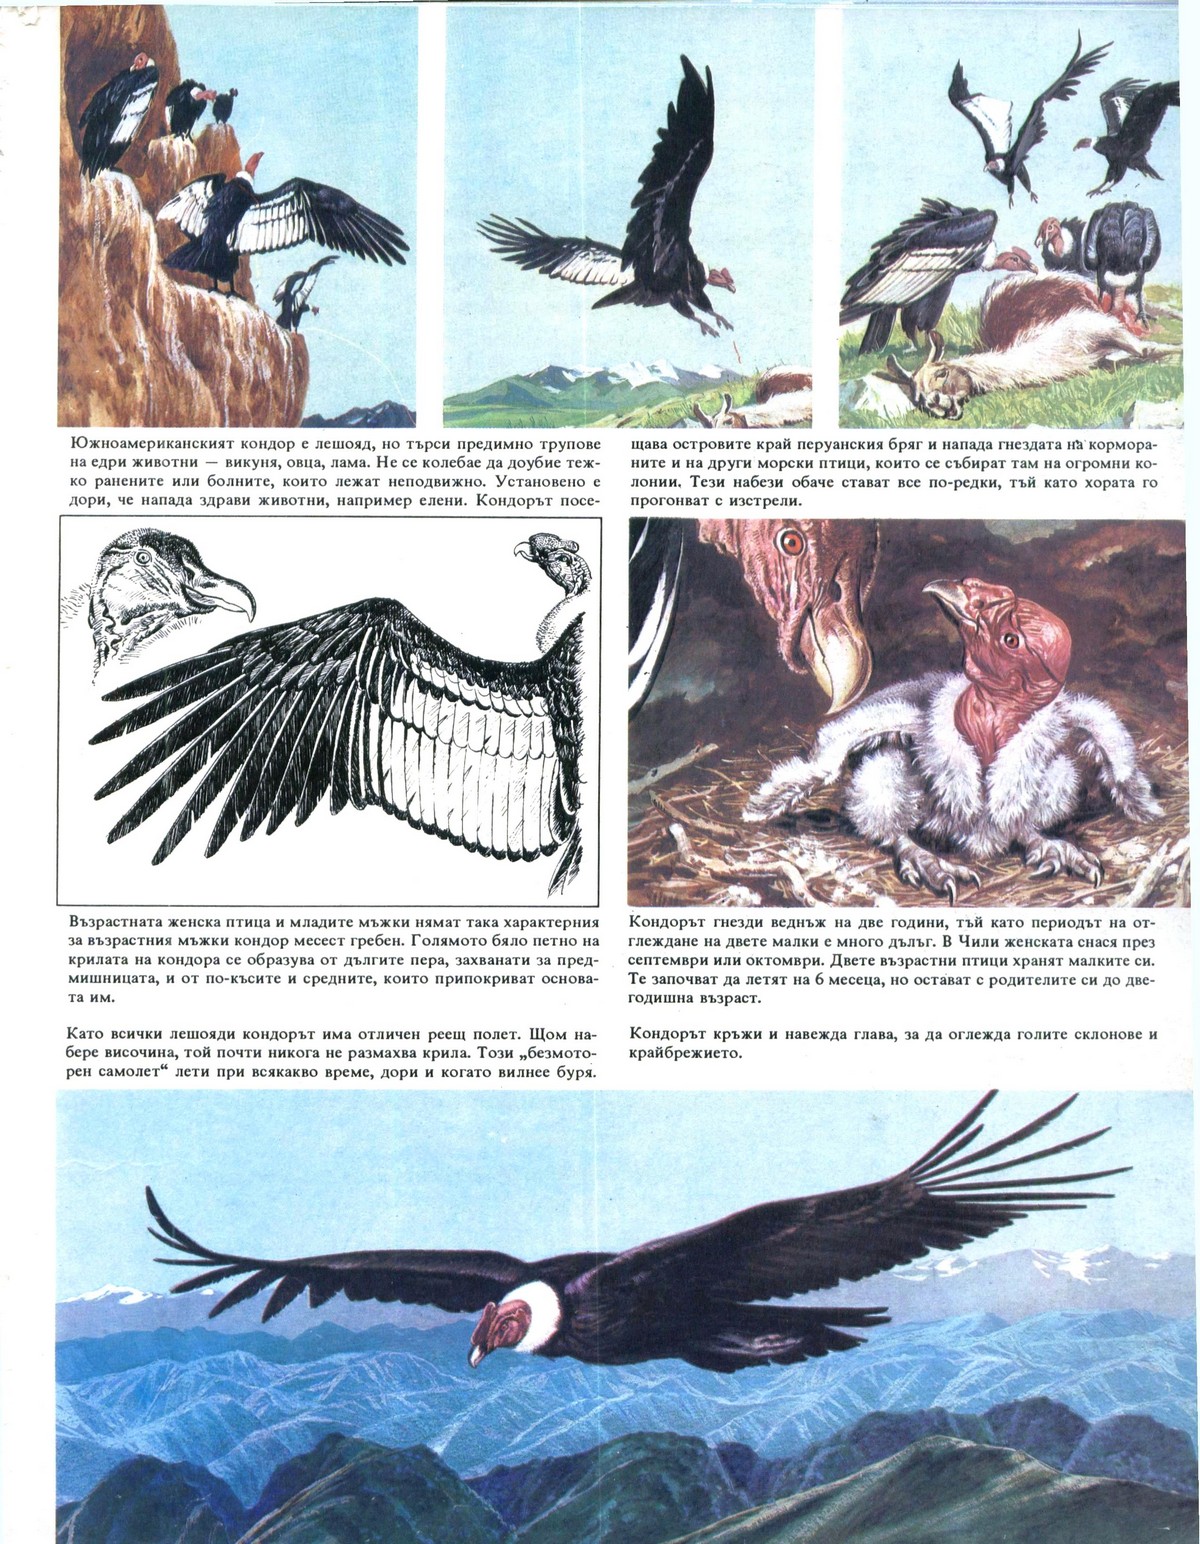 Южноамериканският кондор е лешояд, но търси предимно трупове
на едри животни — викуня, овца, лама. Не се колебае да доубие теж-
ко ранените или болните, които лежат неподвижно. Установено е
дори, че напада здрави животни, например елени. Кондорът посе-
щава островите край перуанския бряг и напада гнездата на кормора-
ните и на други морски птици, които се събират там на огромни ко-
лонии. Тези набези обаче стават все по-редки, тъй като хората го
прогонват с изстрели.
Възрастната женска птица и младите мъжки нямат така характерния
за възрастния мъжки кондор месест гребен. Голямото бяло петно на
крилата на кондора се образува от дългите пера, захванати за пред-
мишницата, и от по-късите и средните, които припокриват основа-
та им.
Кондорът гнезди веднъж на две години, тъй като периодът на от-
глеждане на двете малки е много дълъг. В Чили женската снася през
септември или октомври. Двете възрастни птици хранят малките си.
Те започват да летят на 6 месеца, но остават с родителите си до две-
годишна възраст.
Като всички лешояди кондорът има отличен реещ полет. Щом на-
бере височина, той почти никога не размахва крила. Този „безмото-
рен самолет“ лети при всякакво време, дори и когато вилнее буря.
Кондорът кръжи и навежда глава, за да оглежда голите склонове и
крайбрежието.